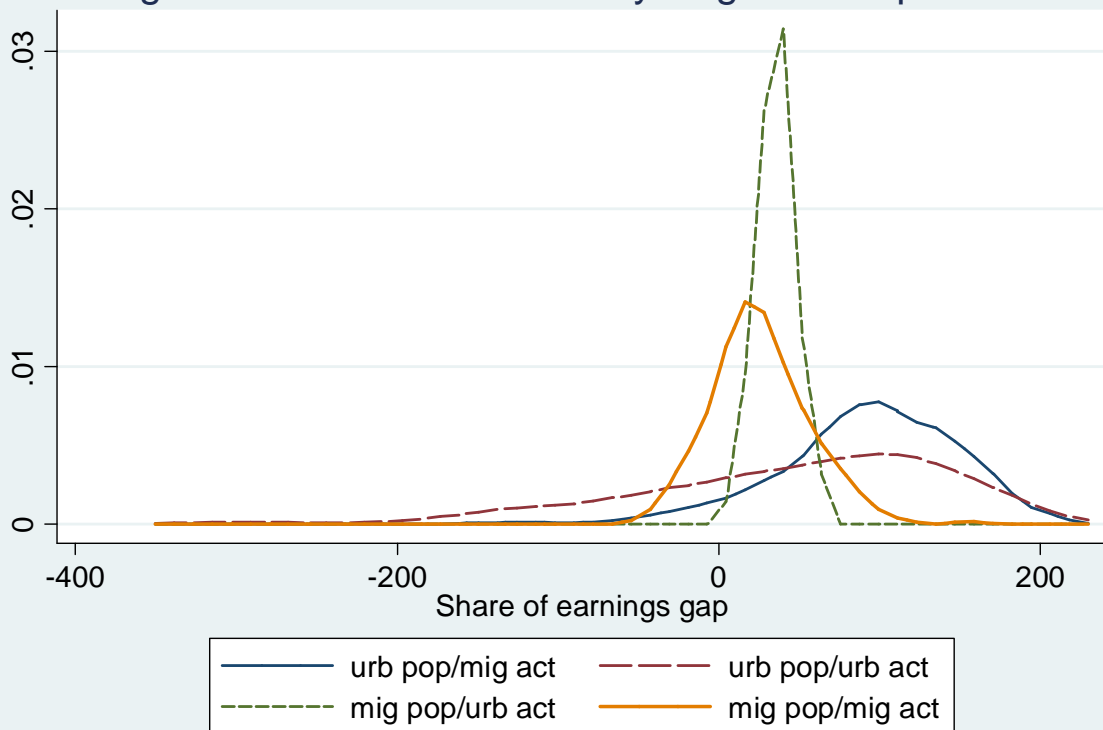 .03
.02
.01
0
-400 -200 0 200
Share of earnings gap
urb pop/mig act urb pop/urb act
mig pop/urb act mig pop/mig act